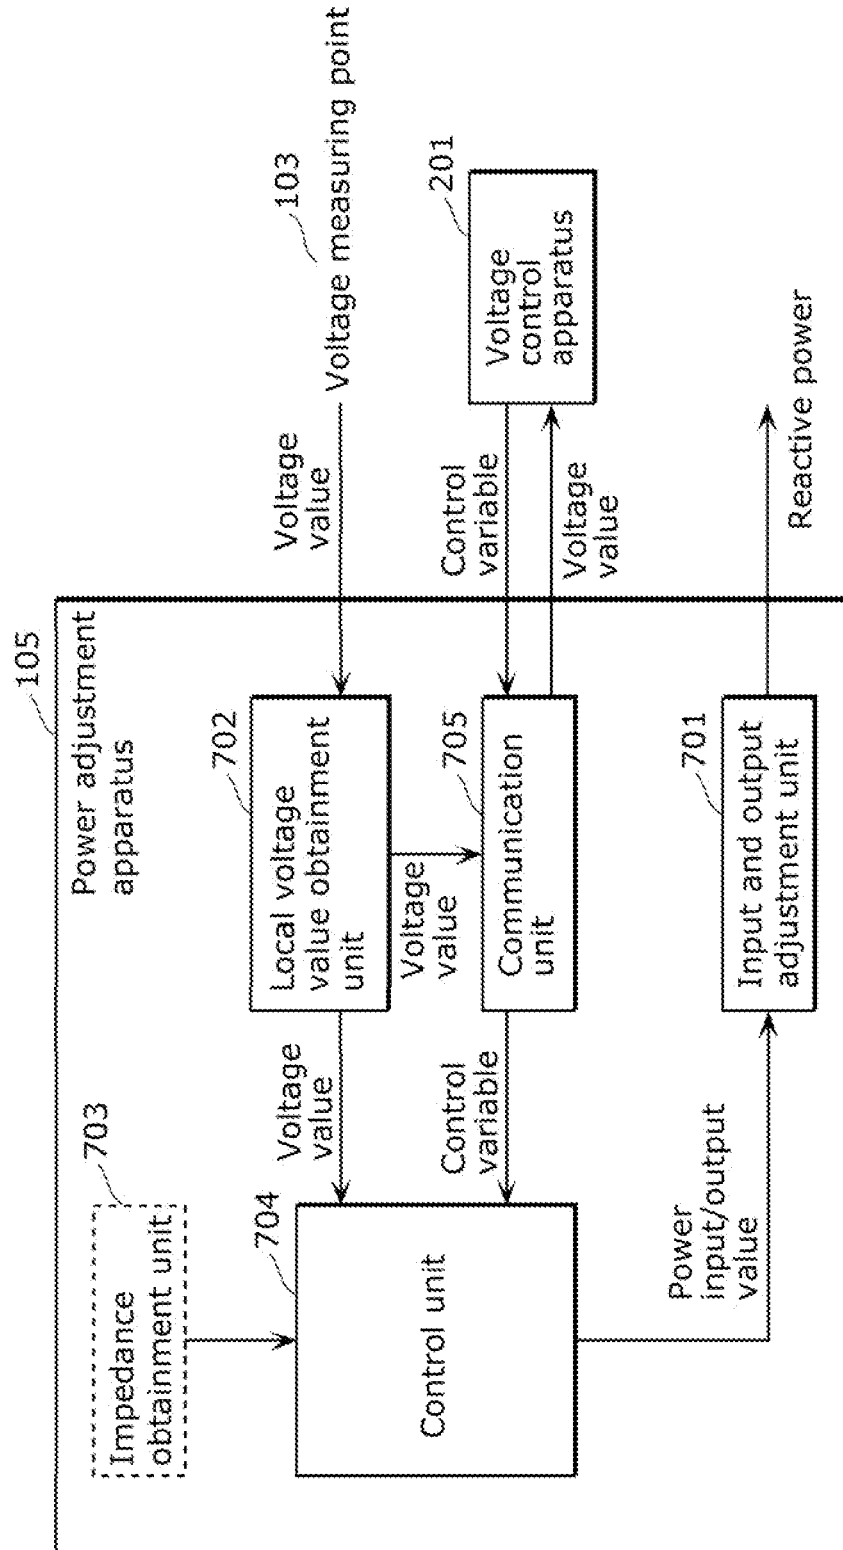 105
Power adjustment
apparatus
703
Impedance
obtainment unit
704
Control unit
Voltage
value
702
Local voltage
value obtainment
unit
Voltage
value
103
Voltage measuring point
Voltage
value
Control
variable
705
Communication
unit
Control
variable
Voltage
value
201
Voltage
control
apparatus
Power
input/output
value
701
Input and output
adjustment unit
Reactive power